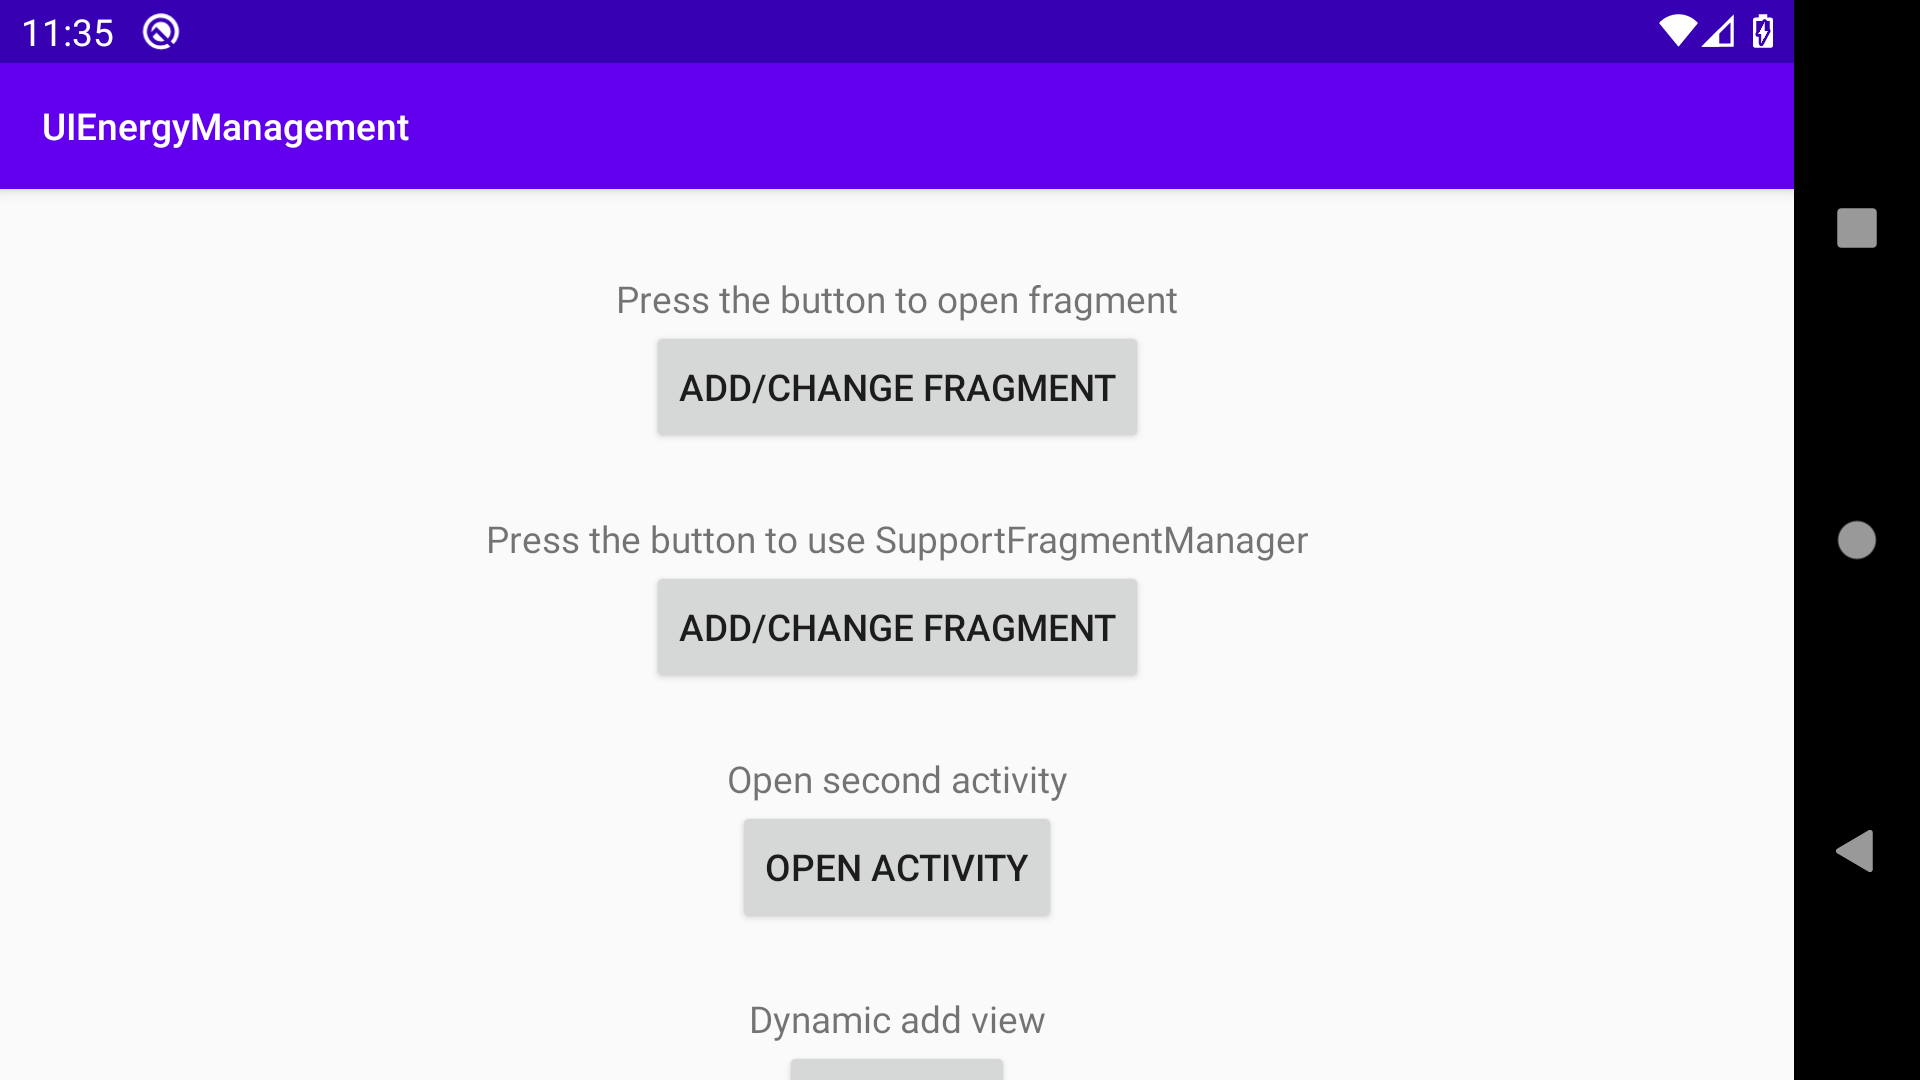 11:35
UIEnergyManagement
Press the button to open fragment
ADD/CHANGE FRAGMENT
Press the button to use SupportFragmentManager
ADD/CHANGE FRAGMENT
Open second activity
OPEN ACTIVITY
Dynamic add view